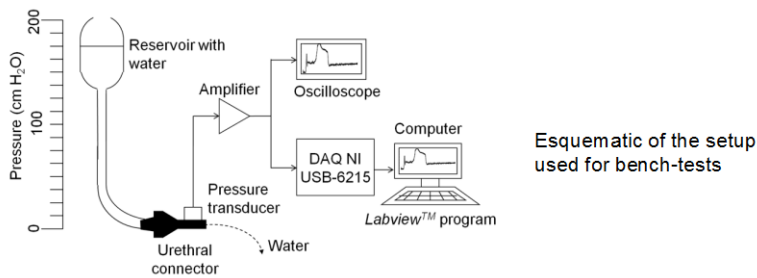 Pressure (cm H₂O)
200
100
0
Reservoir with
water
Amplifier
Oscilloscope
Computer
DAQ NI
USB-6215
Labview™ program
Pressure
transducer
Water
Urethral
connector
Esquematic of the setup
used for bench-tests